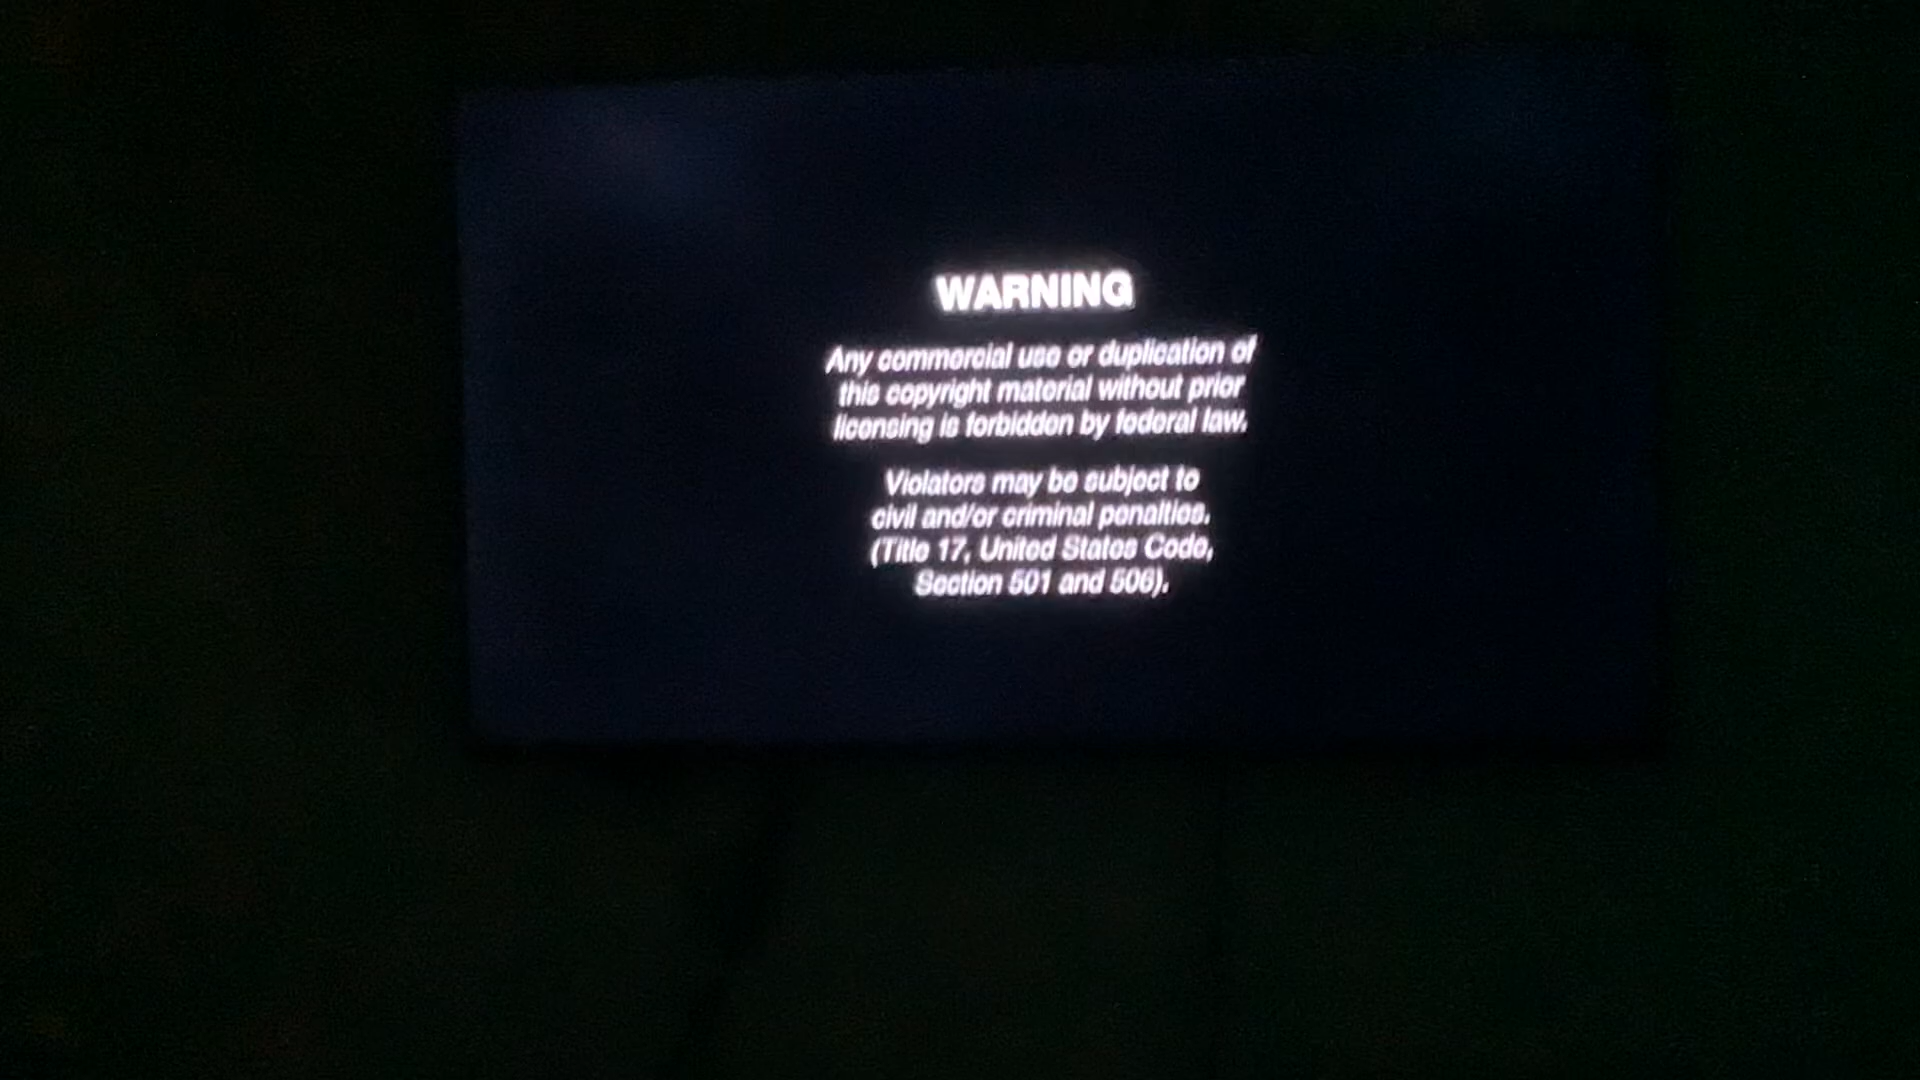 WARNING
Any commercial use or duplication of
this copyright material without prior
licensing is forbidden by federal law.
Violators may be subject to
civil and/or criminal penalties.
(Title 17, United States Code,
Section 501 and 506).